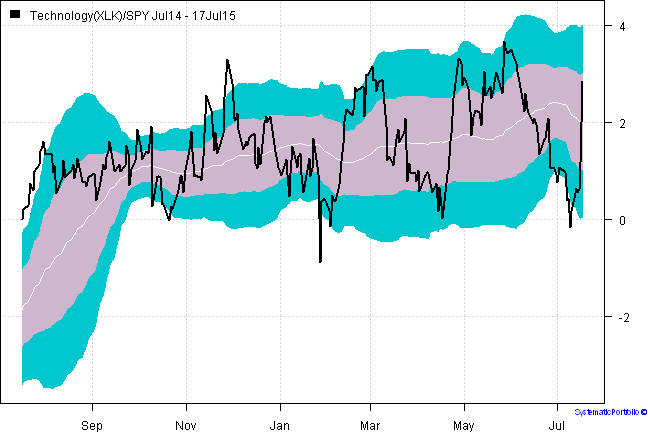 Technology(XLK)/SPY Jul14 - 17Jul15
4
2
0
-2
Sep Nov Jan Mar May Jul
SystematicPortfolio ©